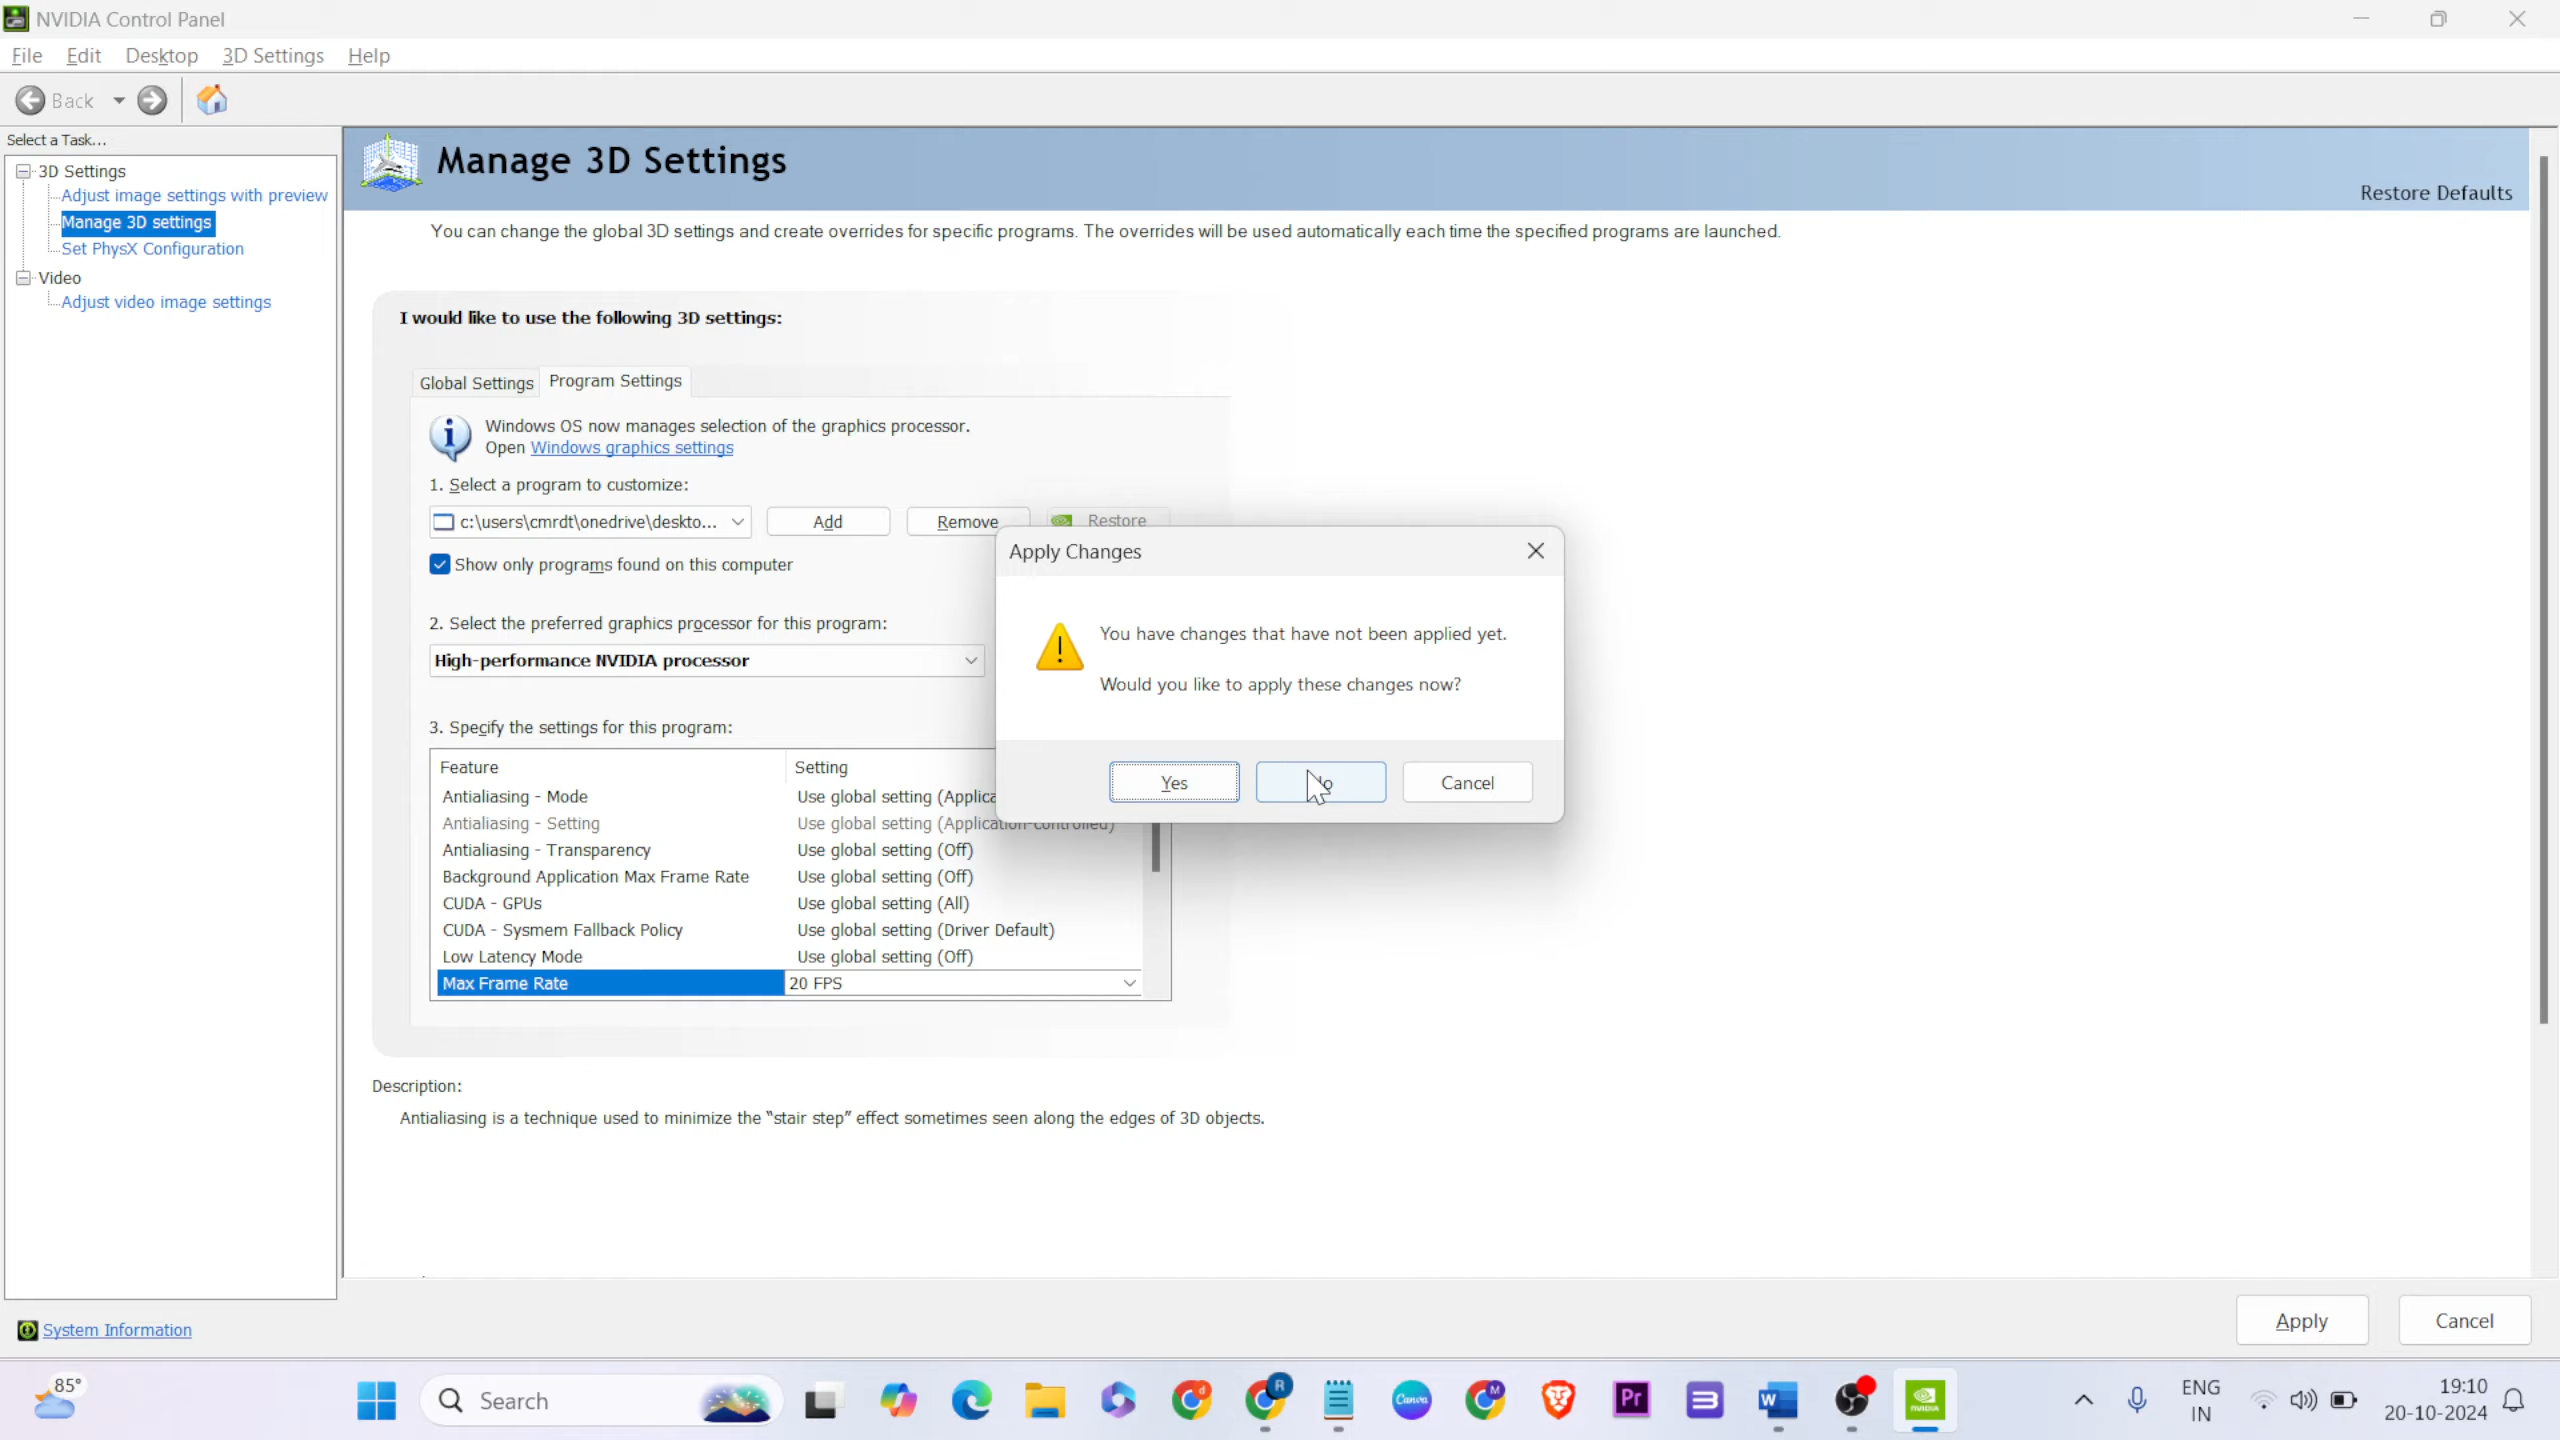 NVIDIA Control Panel
File Edit Desktop 3D Settings Help
Back
Select a Task...
3D Settings
Adjust image settings with preview
Manage 3D settings
Set PhysX Configuration
Video
Adjust video image settings
System Information
Manage 3D Settings
Restore Defaults
You can change the global 3D settings and create overrides for specific programs. The overrides will be used automatically each time the specified programs are launched.
I would like to use the following 3D settings:
Global Settings Program Settings
Windows OS now manages selection of the graphics processor.
Open Windows graphics settings
1. Select a program to customize:
c:\users\cmrdt\onedrive\deskto... Add Remove Restore
Show only programs found on this computer
2. Select the preferred graphics processor for this program:
High-performance NVIDIA processor
3. Specify the settings for this program:
Feature Setting
Antialiasing - Mode Use global setting (Applica
Antialiasing - Setting Use global setting (Application-controlled)
Antialiasing - Transparency Use global setting (Off)
Background Application Max Frame Rate Use global setting (Off)
CUDA - GPUs Use global setting (All)
CUDA - Sysmem Fallback Policy Use global setting (Driver Default)
Low Latency Mode Use global setting (Off)
Max Frame Rate 20 FPS
Apply Changes
You have changes that have not been applied yet.
Would you like to apply these changes now?
Yes Cancel
Description:
Antialiasing is a technique used to minimize the "stair step" effect sometimes seen along the edges of 3D objects.
Apply Cancel
85°
Search
d
R
Canva
M
Pr
W
NVIDIA
ENG
IN
19:10
20-10-2024